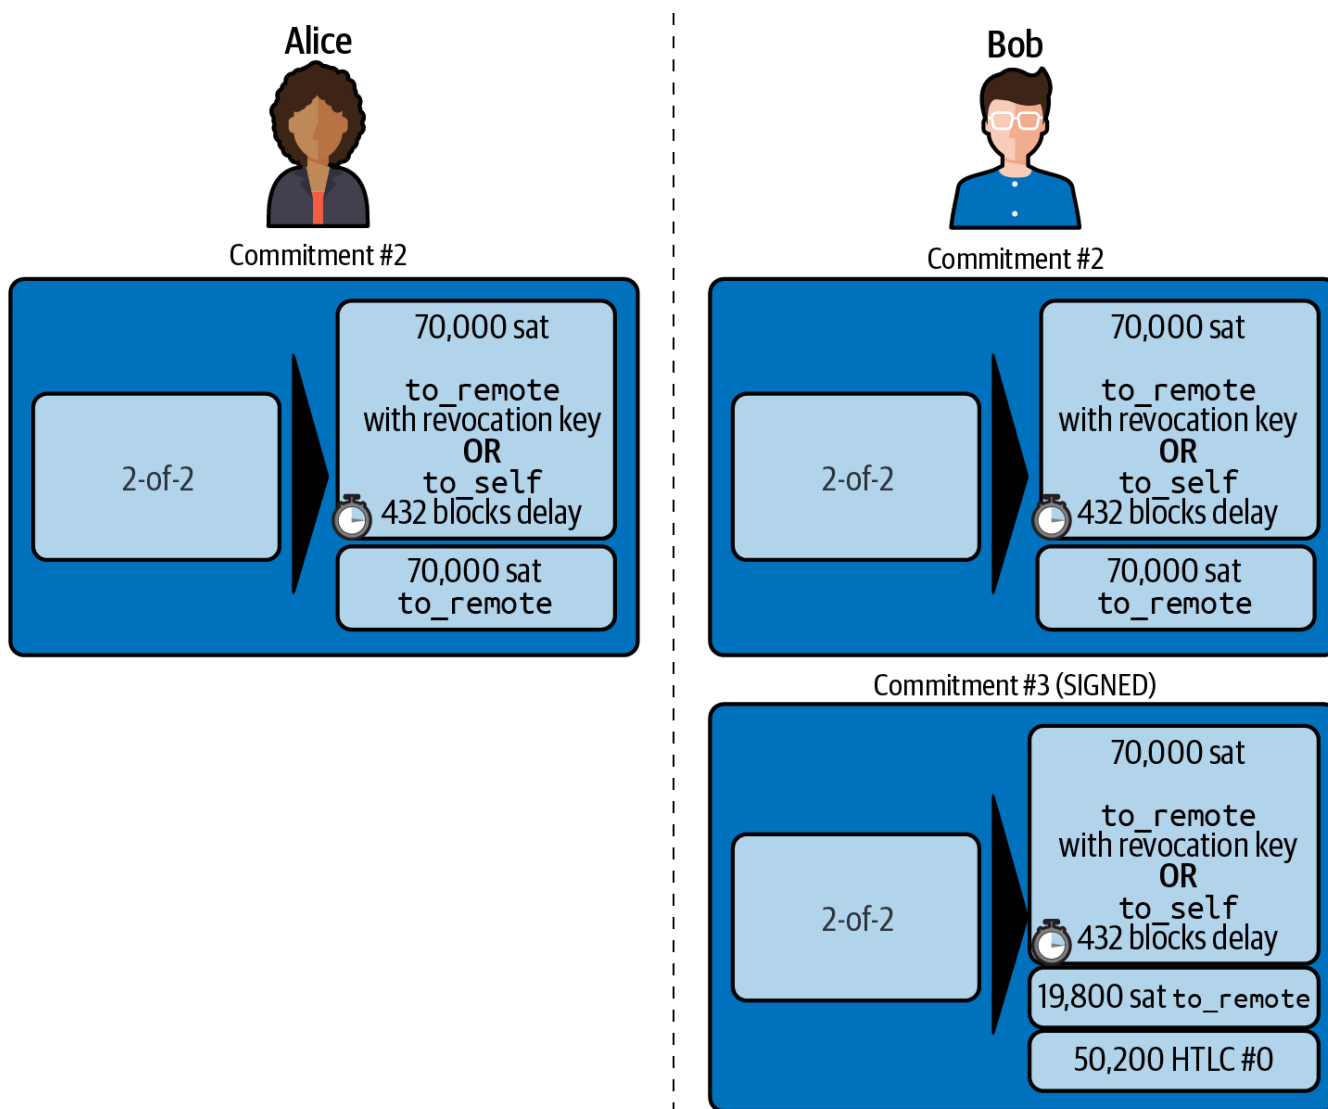 Alice
Commitment #2
2-of-2
70,000 sat
to_remote
with revocation key
OR
to_self
432 blocks delay
70,000 sat
to_remote
Bob
Commitment #2
2-of-2
70,000 sat
to_remote
with revocation key
OR
to_self
432 blocks delay
70,000 sat
to_remote
Commitment #3 (SIGNED)
2-of-2
70,000 sat
to_remote
with revocation key
OR
to_self
432 blocks delay
19,800 sat to_remote
50,200 HTLC #0